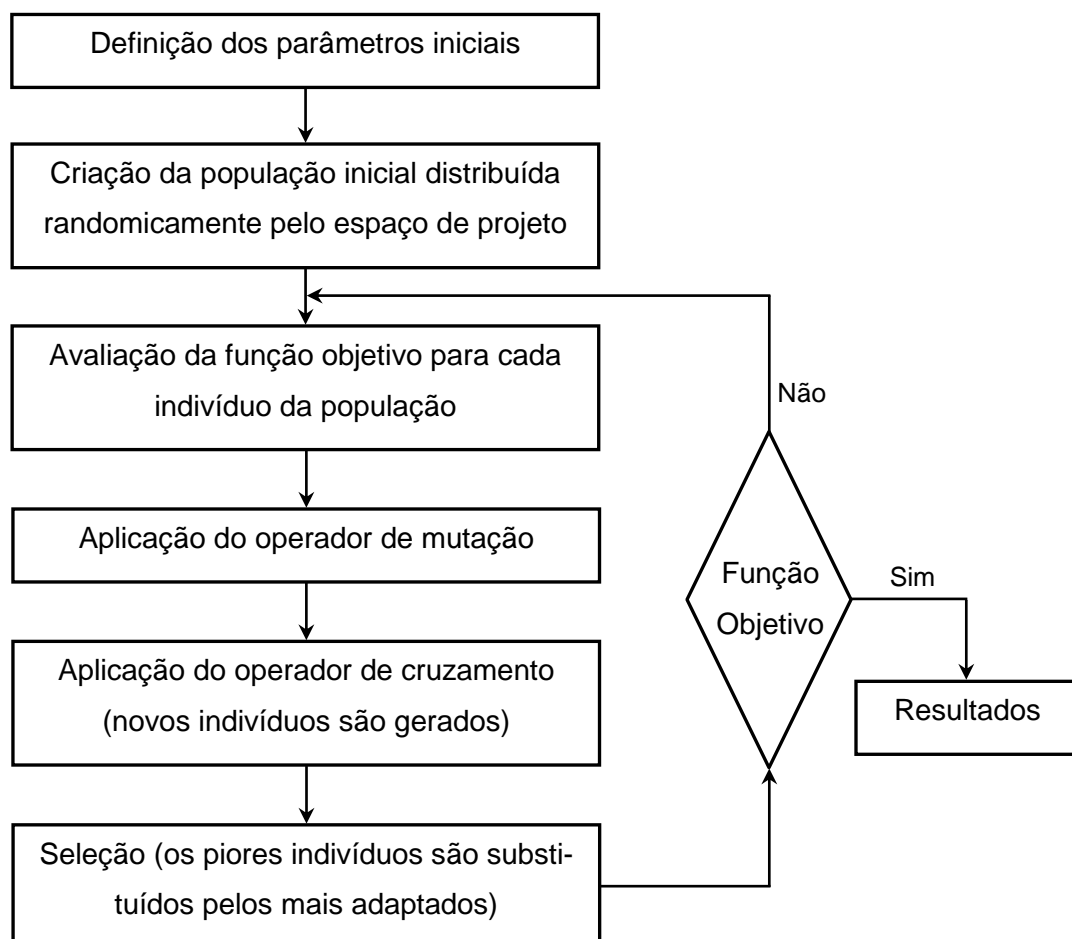 Definição dos parâmetros iniciais
Criação da população inicial distribuída
randomicamente pelo espaço de projeto
Avaliação da função objetivo para cada
indivíduo da população
Não
Aplicação do operador de mutação
Função
Objetivo
Sim
Aplicação do operador de cruzamento
(novos indivíduos são gerados)
Resultados
Seleção (os piores indivíduos são substi-
tuídos pelos mais adaptados)